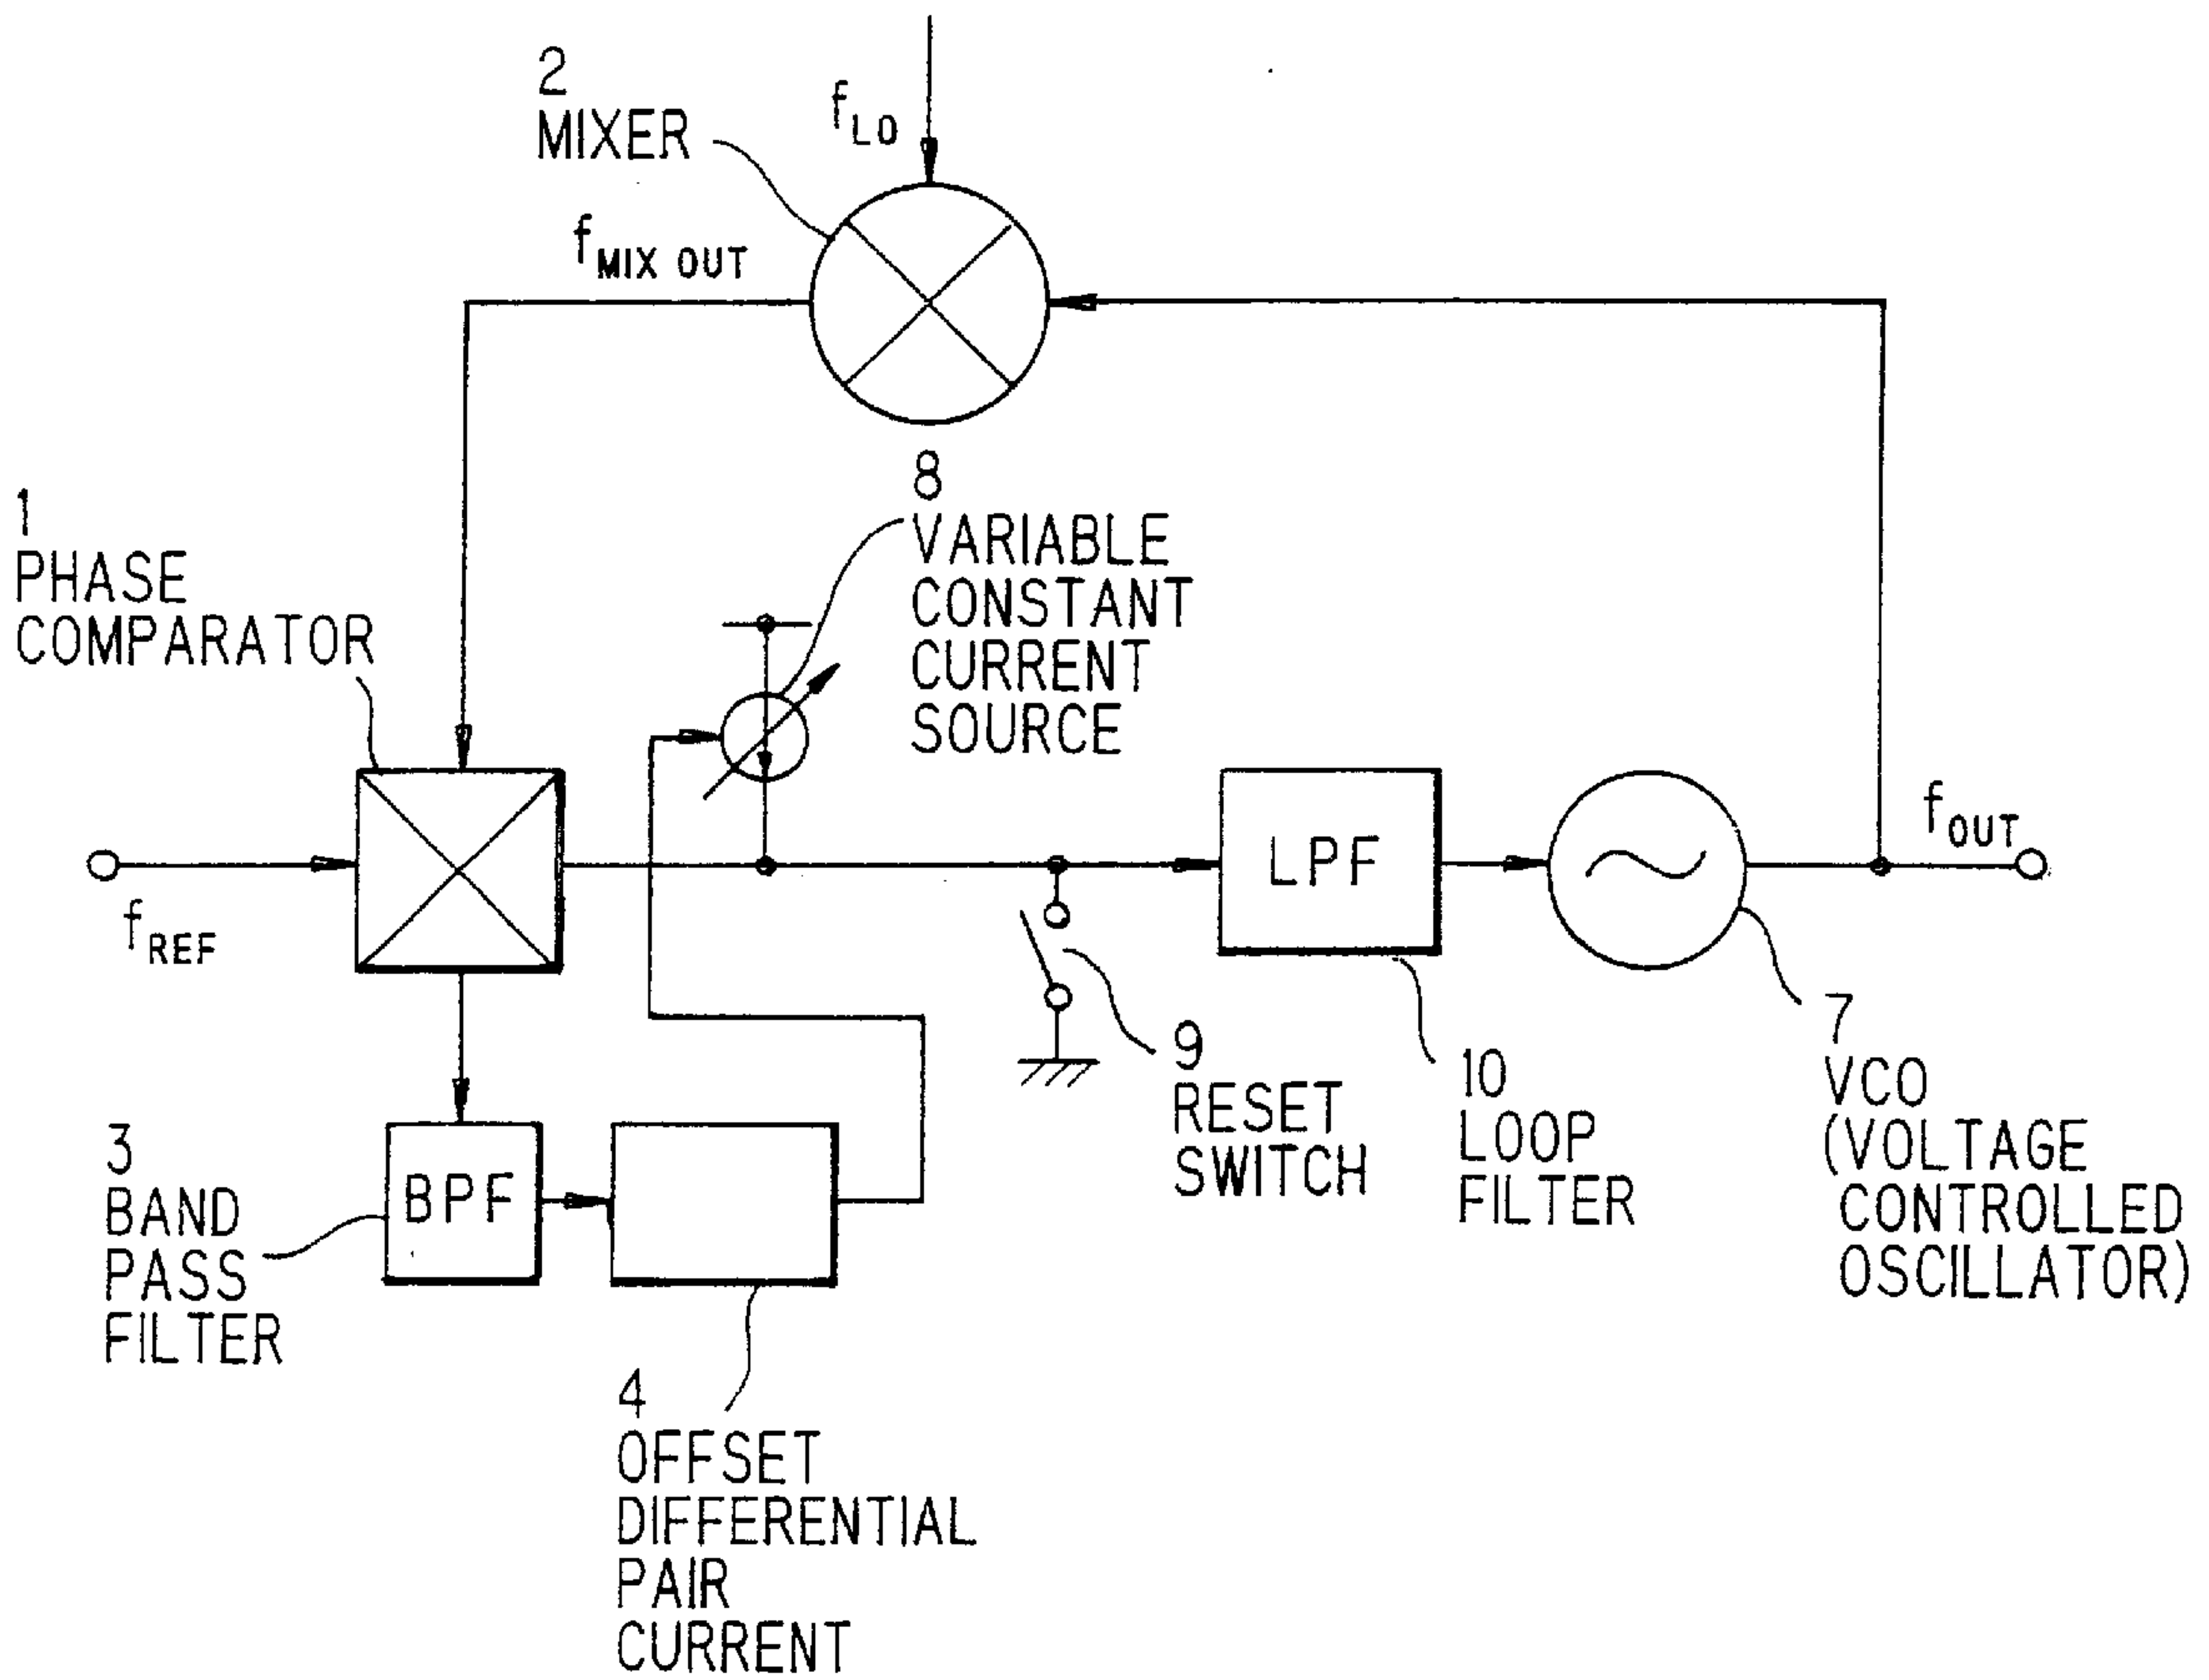 2
MIXER
fLO
fMIX OUT
8
VARIABLE
CONSTANT
CURRENT
SOURCE
1
PHASE
COMPARATOR
fREF
LPF
fOUT
9
RESET
SWITCH
10
LOOP
FILTER
7
VCO
(VOLTAGE
CONTROLLED
OSCILLATOR)
3
BAND
PASS
FILTER
BPF
4
OFFSET
DIFFERENTIAL
PAIR
CURRENT